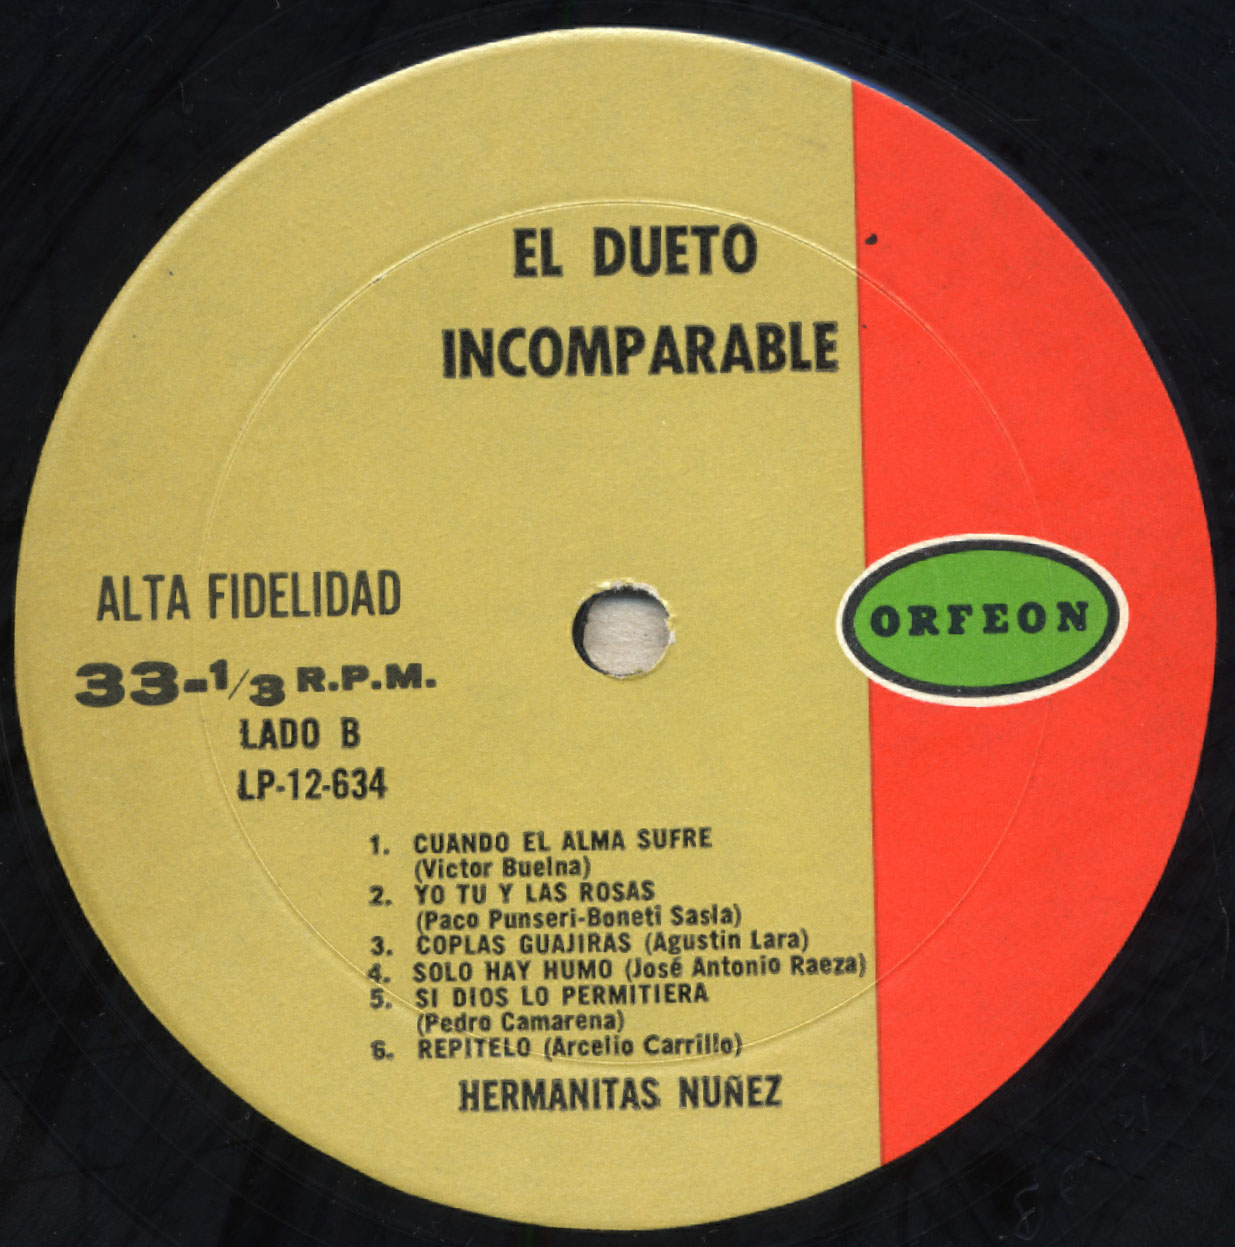 EL DUETO
INCOMPARABLE
ORFEON
ALTA FIDELIDAD
33-1/3 R.P.M.
LADO B
LP-12-634
1. CUANDO EL ALMA SUFRE
(Victor Buelna)
2. YO TU Y LAS ROSAS
(Paco Punseri-Boneti Sasla)
3. COPLAS GUAJIRAS (Agustin Lara)
4. SOLO HAY HUMO (José Antonio Raeza)
5. SI DIOS LO PERMITIERA
(Pedro Camarena)
6. REPITELO (Arcelio Carrillo)
HERMANITAS NUÑEZ